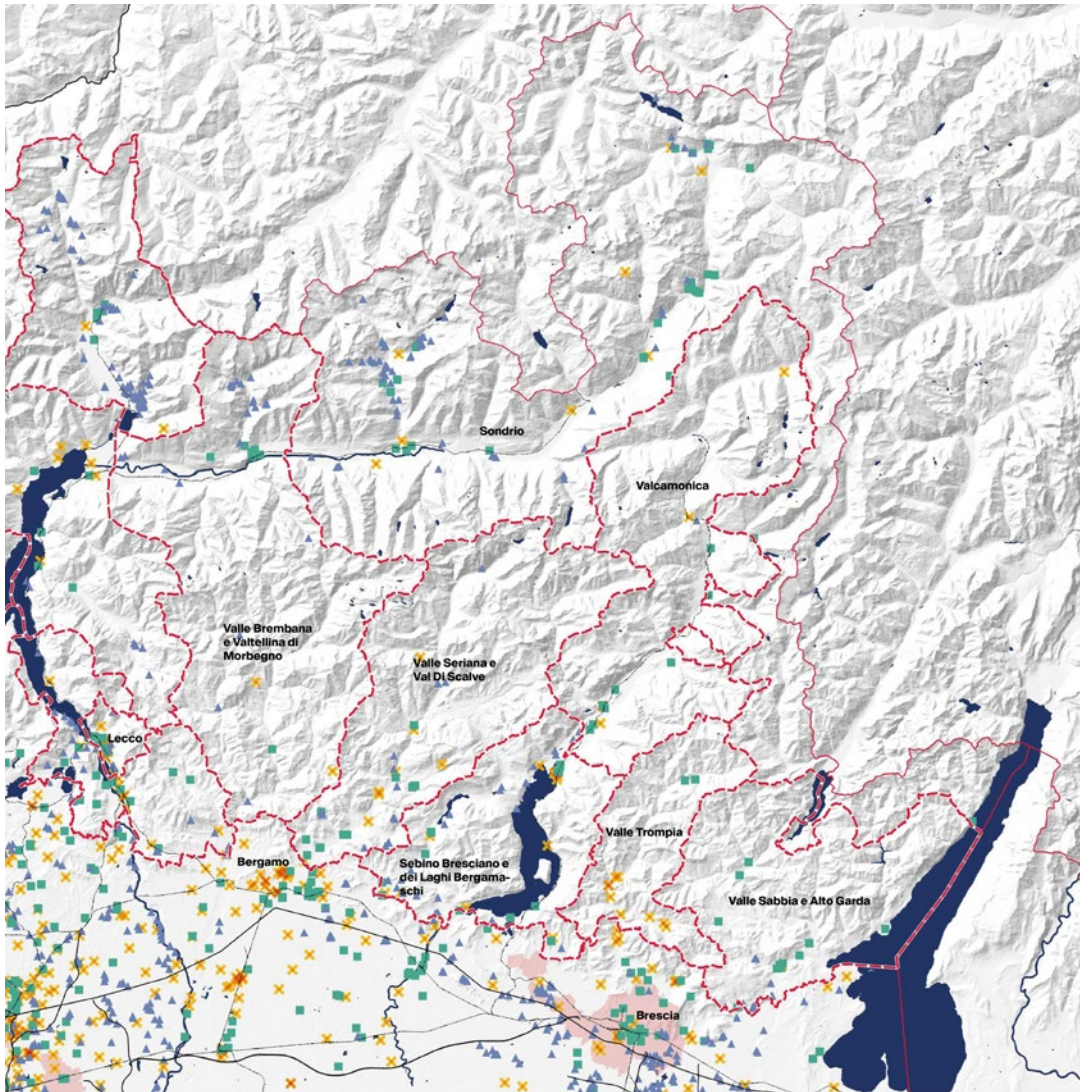 Sondrio
Valcamonica
Valle Brembana
e Valtellina di
Morbegno
Valle Seriana e
Val Di Scalve
Lecco
Valle Trompia
Bergamo
Sebino Bresciano e
dei Laghi Bergama-
schi
Valle Sabbia e Alto Garda
Brescia